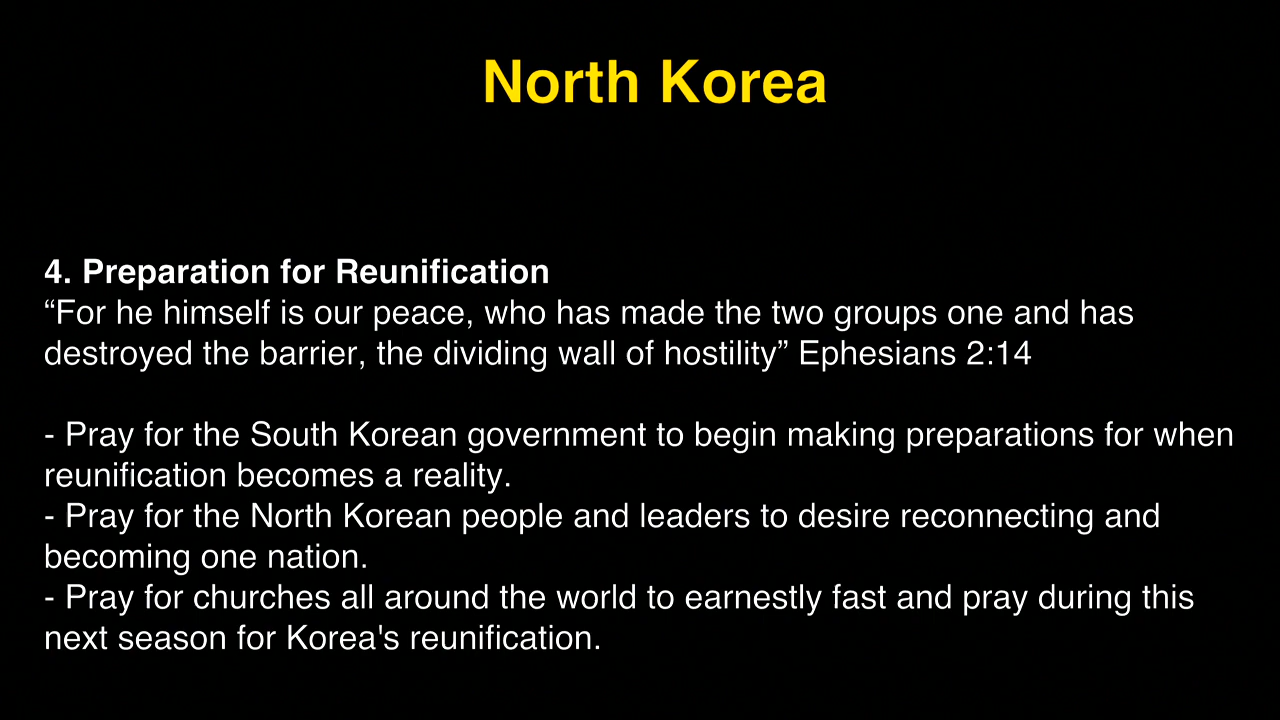 North Korea
4. Preparation for Reunification
“For he himself is our peace, who has made the two groups one and has
destroyed the barrier, the dividing wall of hostility” Ephesians 2:14
- Pray for the South Korean government to begin making preparations for when
reunification becomes a reality.
- Pray for the North Korean people and leaders to desire reconnecting and
becoming one nation.
- Pray for churches all around the world to earnestly fast and pray during this
next season for Korea's reunification.